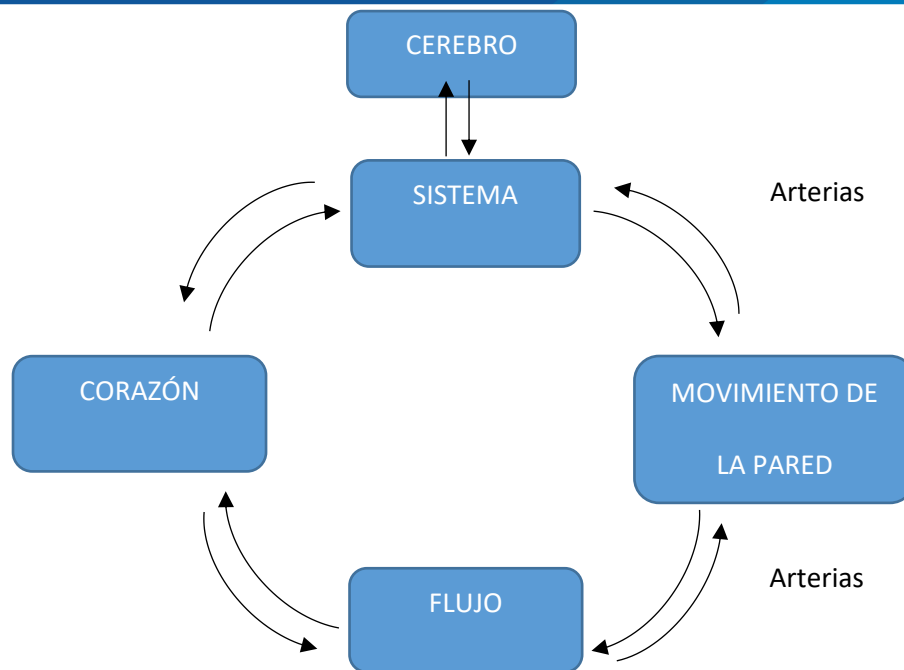 CEREBRO
SISTEMA
Arterias
CORAZÓN
MOVIMIENTO DE
LA PARED
FLUJO
Arterias